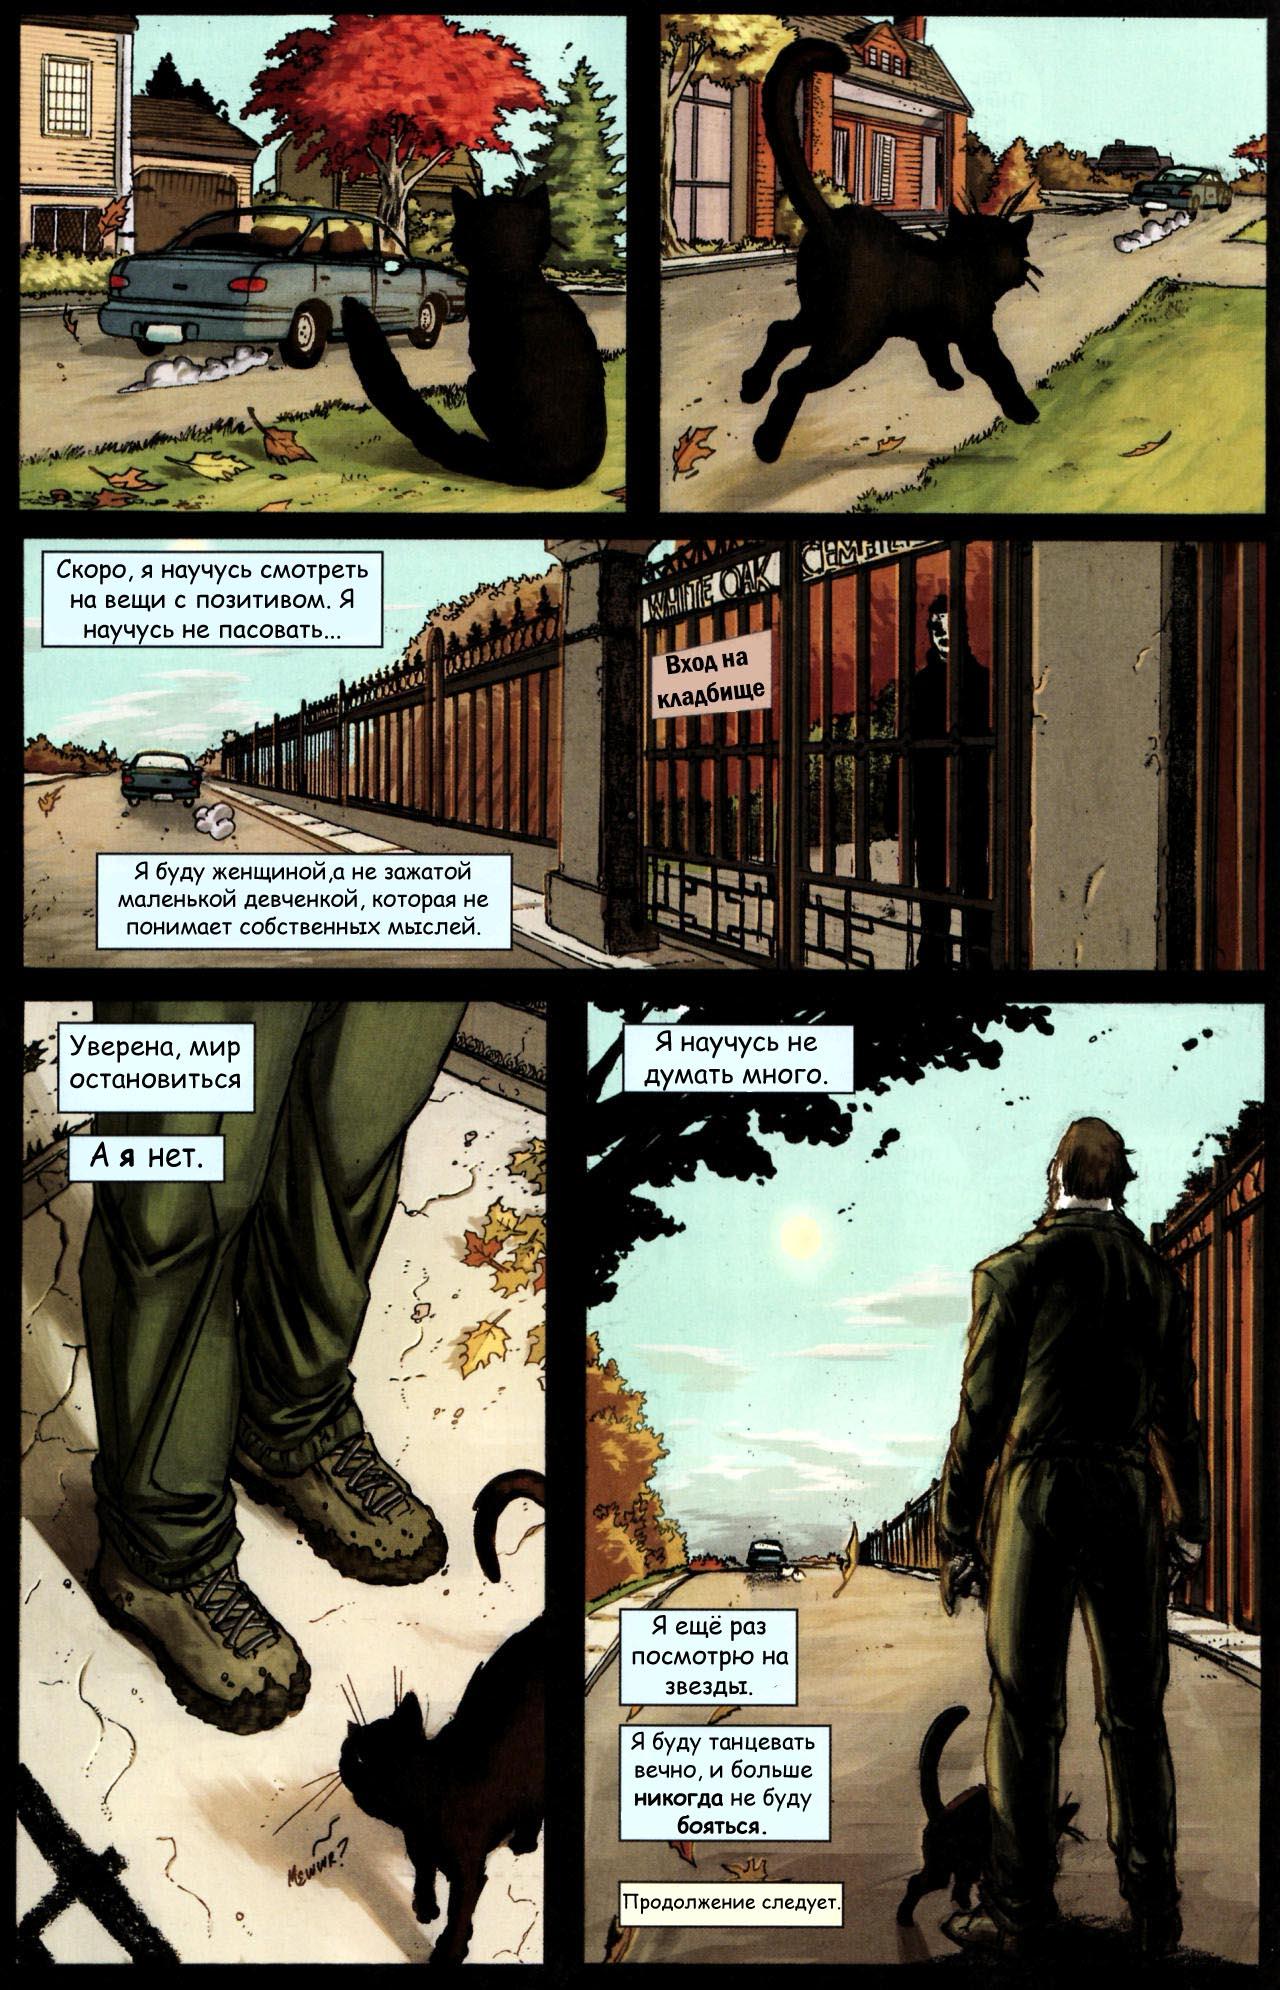 Скоро, я научусь смотреть
на вещи с позитивом. Я
научусь не пасовать...
WHITE OAK
CEMETE
Вход на
кладбище
Я буду женщиной,а не зажатой
маленькой девченкой, которая не
понимает собственных мыслей.
Уверена, мир
остановиться
А я нет.
MEWWR?
Я научусь не
думать много.
Я ещё раз
посмотрю на
звезды.
Я буду танцевать
вечно, и больше
никогда не буду
бояться.
Продолжение следует.